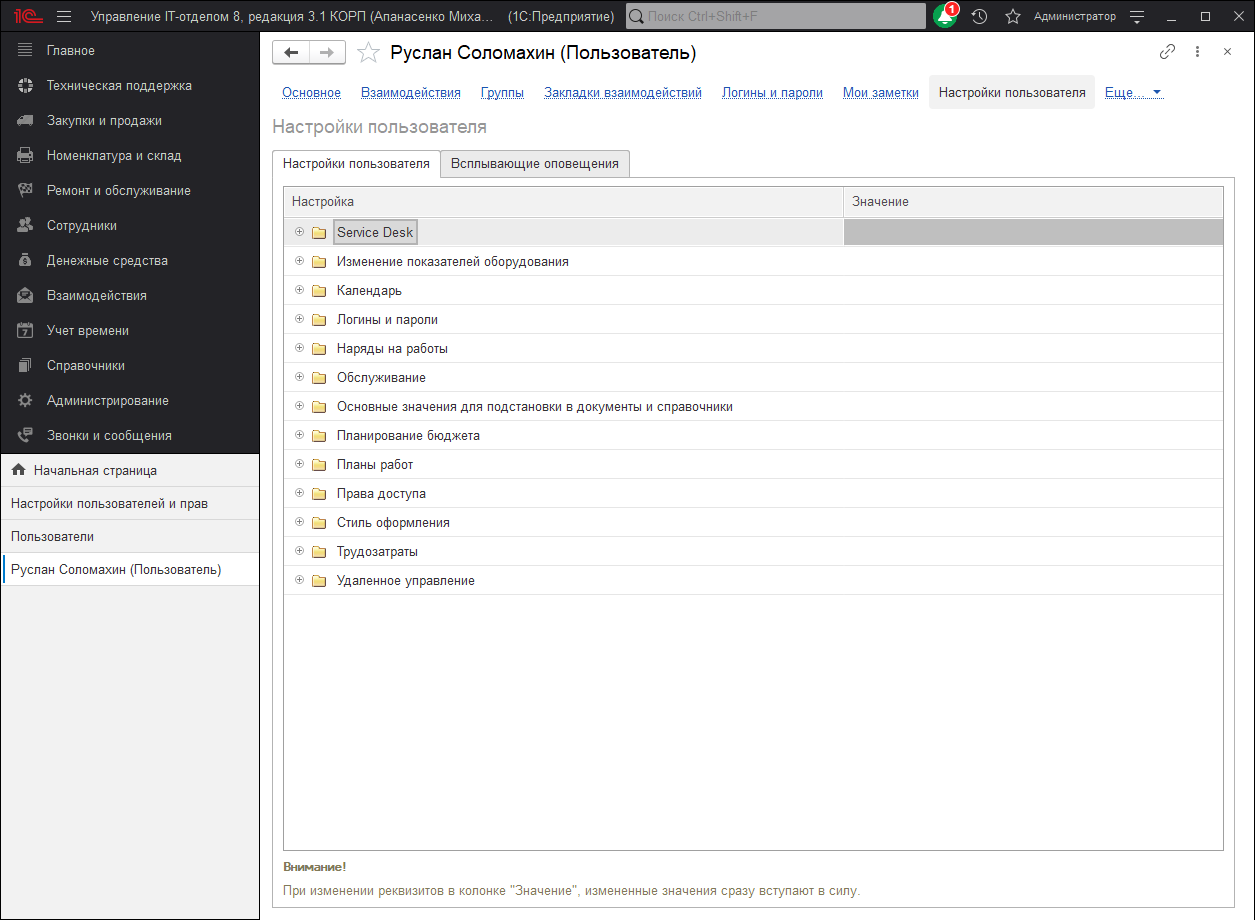 1С Управление IT-отделом 8, редакция 3.1 КОРП (Апанасенко Миха... (1С:Предприятие) Поиск Ctrl+Shift+F 1 Администратор
Главное
Техническая поддержка
Закупки и продажи
Номенклатура и склад
Ремонт и обслуживание
Сотрудники
Денежные средства
Взаимодействия
7 Учет времени
Справочники
Администрирование
Звонки и сообщения
Начальная страница
Настройки пользователей и прав
Пользователи
Руслан Соломахин (Пользователь)
Руслан Соломахин (Пользователь)
Основное Взаимодействия Группы Закладки взаимодействий Логины и пароли Мои заметки Настройки пользователя Еще...
Настройки пользователя
Настройки пользователя Всплывающие оповещения
Настройка Значение
Service Desk
Изменение показателей оборудования
Календарь
Логины и пароли
Наряды на работы
Обслуживание
Основные значения для подстановки в документы и справочники
Планирование бюджета
Планы работ
Права доступа
Стиль оформления
Трудозатраты
Удаленное управление
Внимание!
При изменении реквизитов в колонке "Значение", измененные значения сразу вступают в силу.